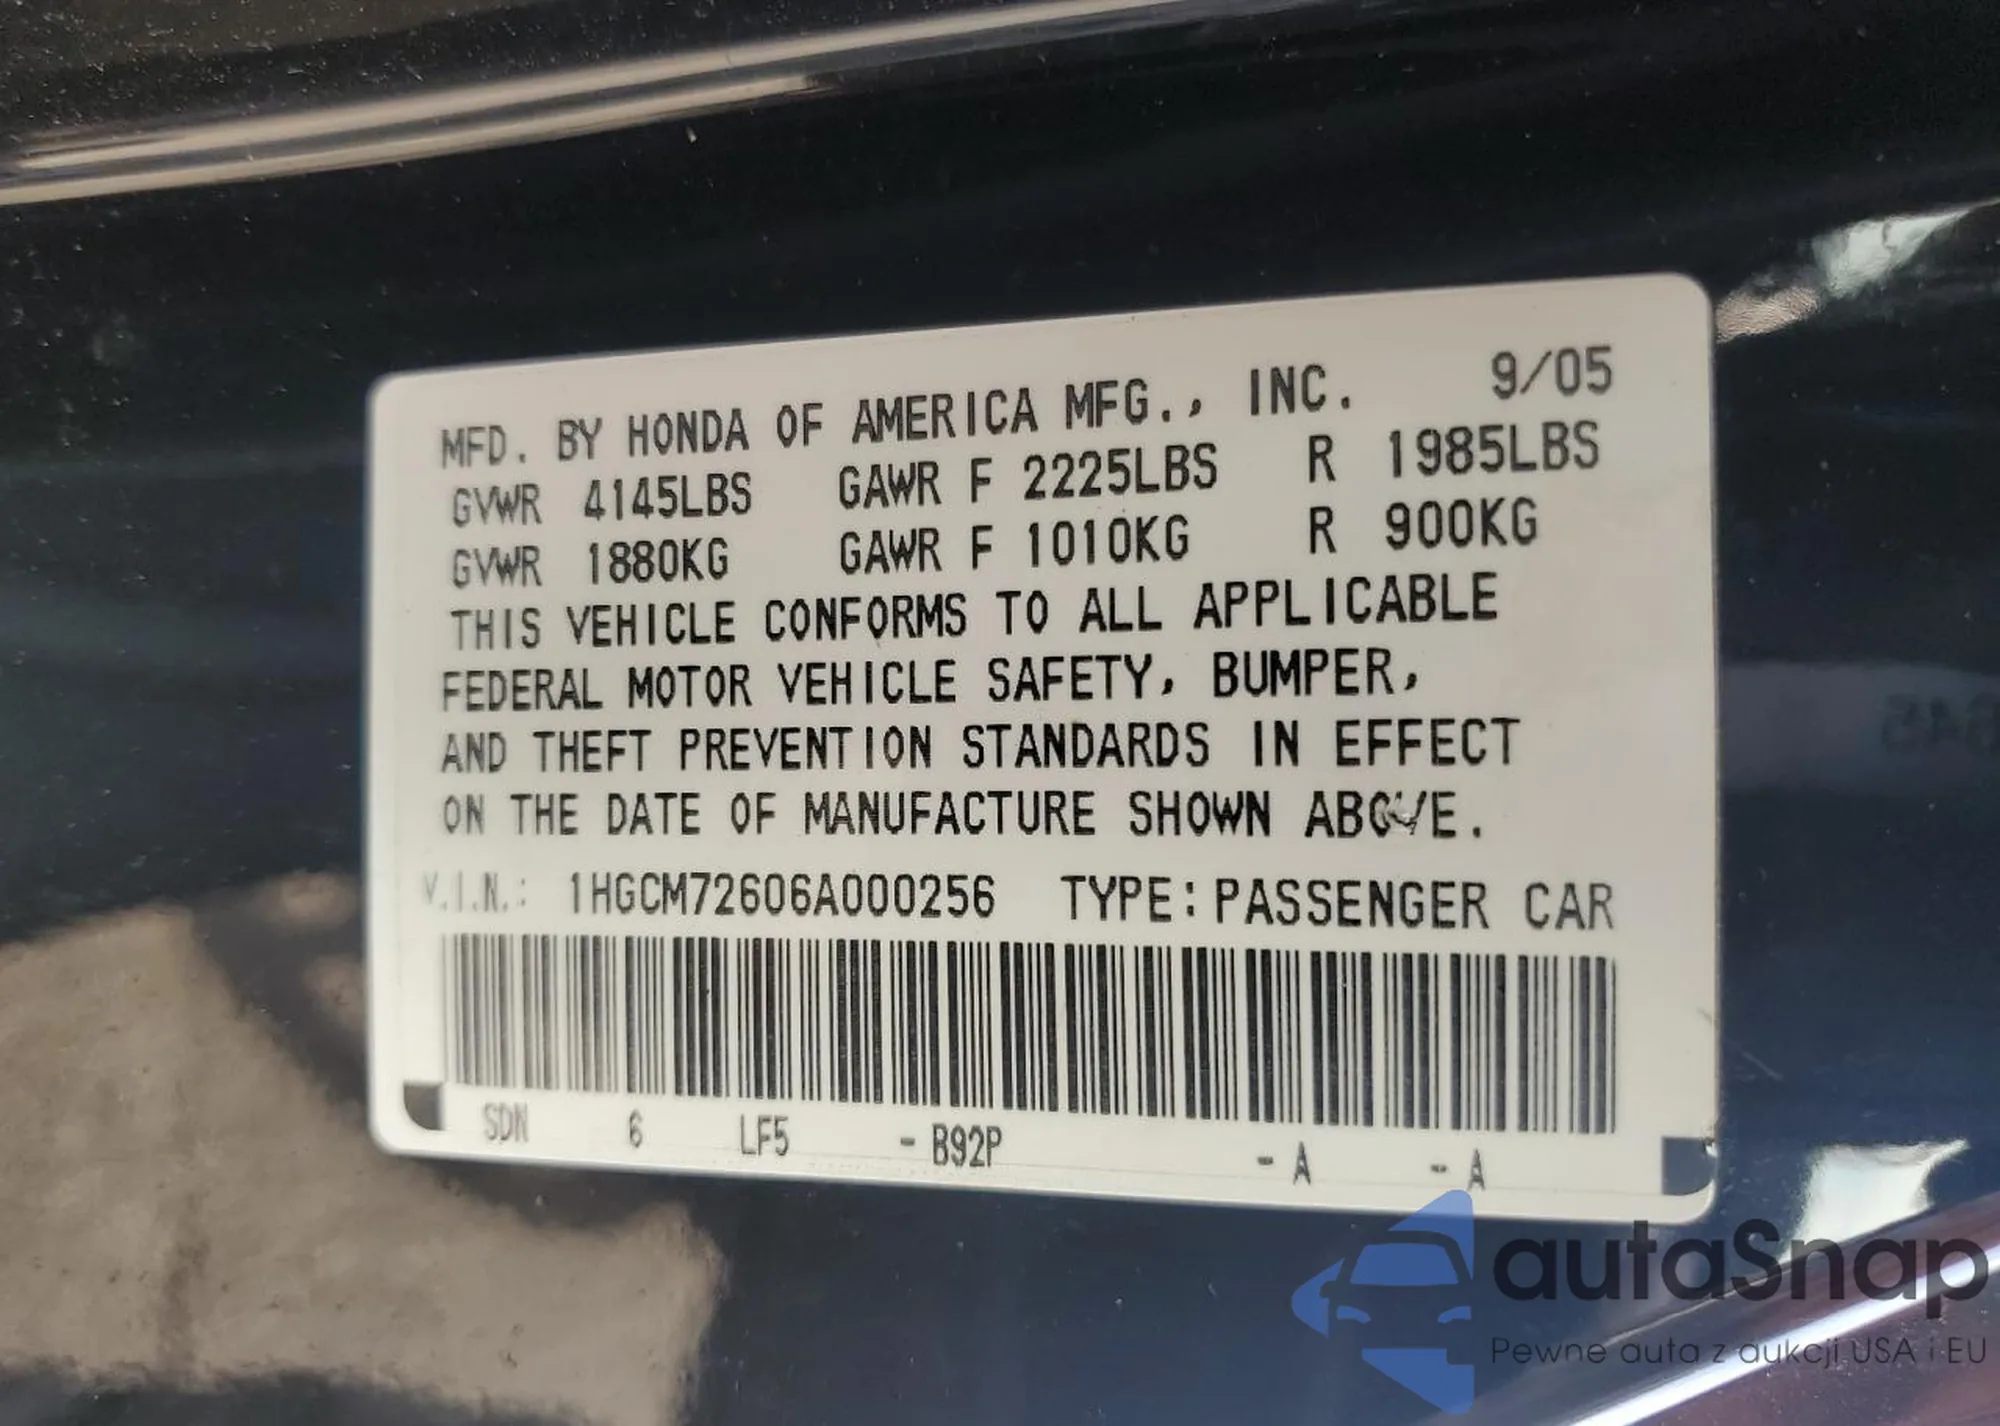 MFD. BY HONDA OF AMERICA MFG., INC. 9/05
GVWR 4145LBS GAWR F 2225LBS R 1985LBS
GVWR 1880KG GAWR F 1010KG R 900KG
THIS VEHICLE CONFORMS TO ALL APPLICABLE
FEDERAL MOTOR VEHICLE SAFETY, BUMPER,
AND THEFT PREVENTION STANDARDS IN EFFECT
ON THE DATE OF MANUFACTURE SHOWN ABOVE.
V.I.N.: 1HGCM72606A000256 TYPE: PASSENGER CAR
SDN 6 LF5 - B92P - A - A
autaSnap
Pewne auta z aukcji USA i EU